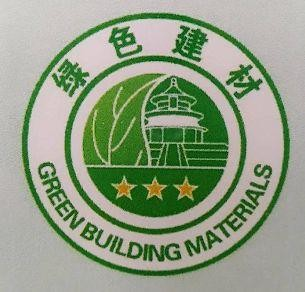 绿色建材
GREEN BUILDING MATERIALS